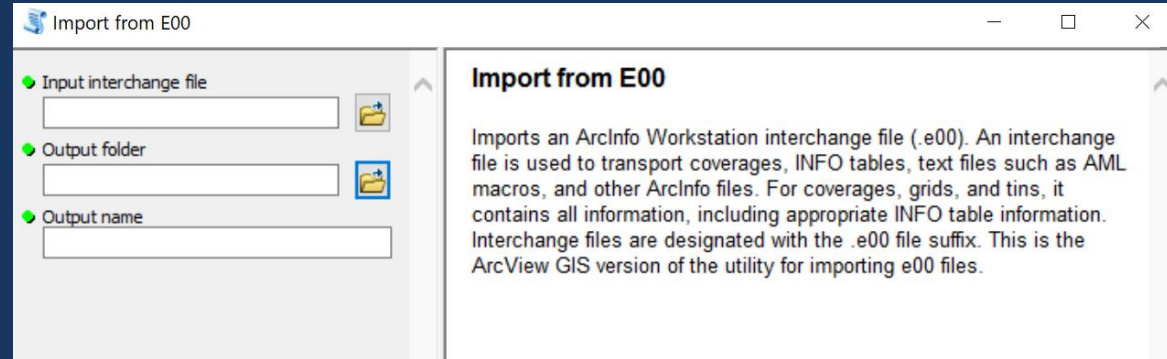 Import from E00
Input interchange file
Output folder
Output name
Import from E00
Imports an ArcInfo Workstation interchange file (.e00). An interchange
file is used to transport coverages, INFO tables, text files such as AML
macros, and other ArcInfo files. For coverages, grids, and tins, it
contains all information, including appropriate INFO table information.
Interchange files are designated with the .e00 file suffix. This is the
ArcView GIS version of the utility for importing e00 files.